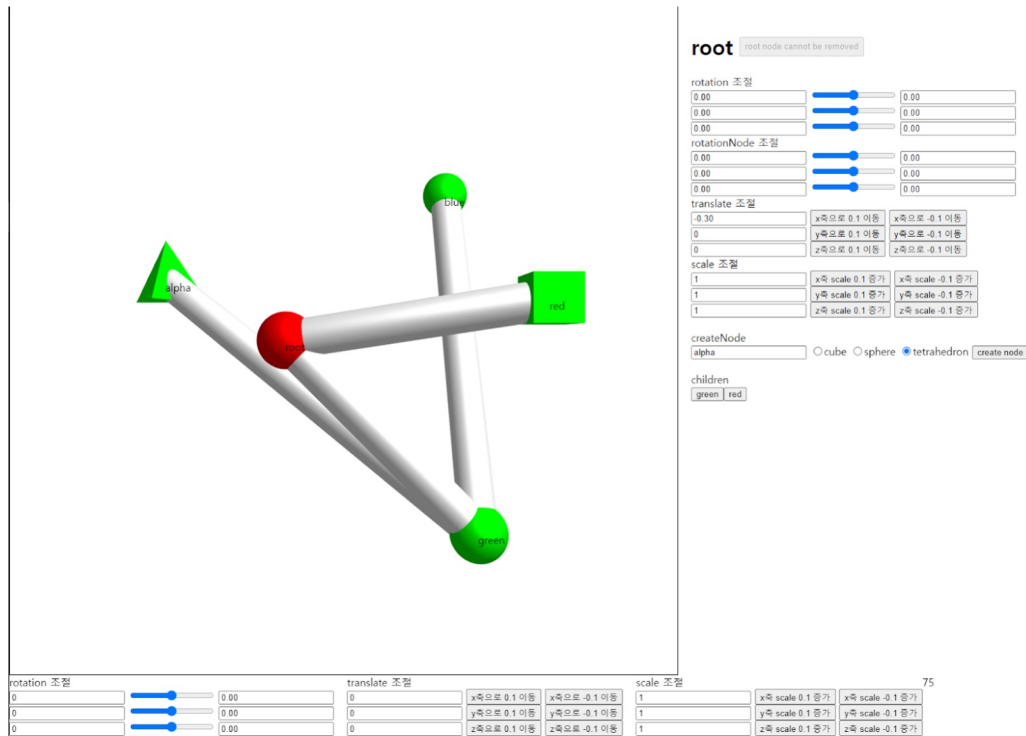 root root node cannot be removed
rotation 조절
0.00 0.00
0.00 0.00
0.00 0.00
rotationNode 조절
0.00 0.00
0.00 0.00
0.00 0.00
translate 조절
-0.30 x축으로 0.1 이동 x축으로 -0.1 이동
0 y축으로 0.1 이동 y축으로 -0.1 이동
0 z축으로 0.1 이동 z축으로 -0.1 이동
scale 조절
1 x축 scale 0.1 증가 x축 scale -0.1 증가
1 y축 scale 0.1 증가 y축 scale -0.1 증가
1 z축 scale 0.1 증가 z축 scale -0.1 증가
createNode
alpha cube sphere tetrahedron create node
children
green red
blue
alpha
red
root
green
rotation 조절 translate 조절 scale 조절 75
0 0.00 0 x축으로 0.1 이동 x축으로 -0.1 이동 1 x축 scale 0.1 증가 x축 scale -0.1 증가
0 0.00 0 y축으로 0.1 이동 y축으로 -0.1 이동 1 y축 scale 0.1 증가 y축 scale -0.1 증가
0 0.00 0 z축으로 0.1 이동 z축으로 -0.1 이동 1 z축 scale 0.1 증가 z축 scale -0.1 증가